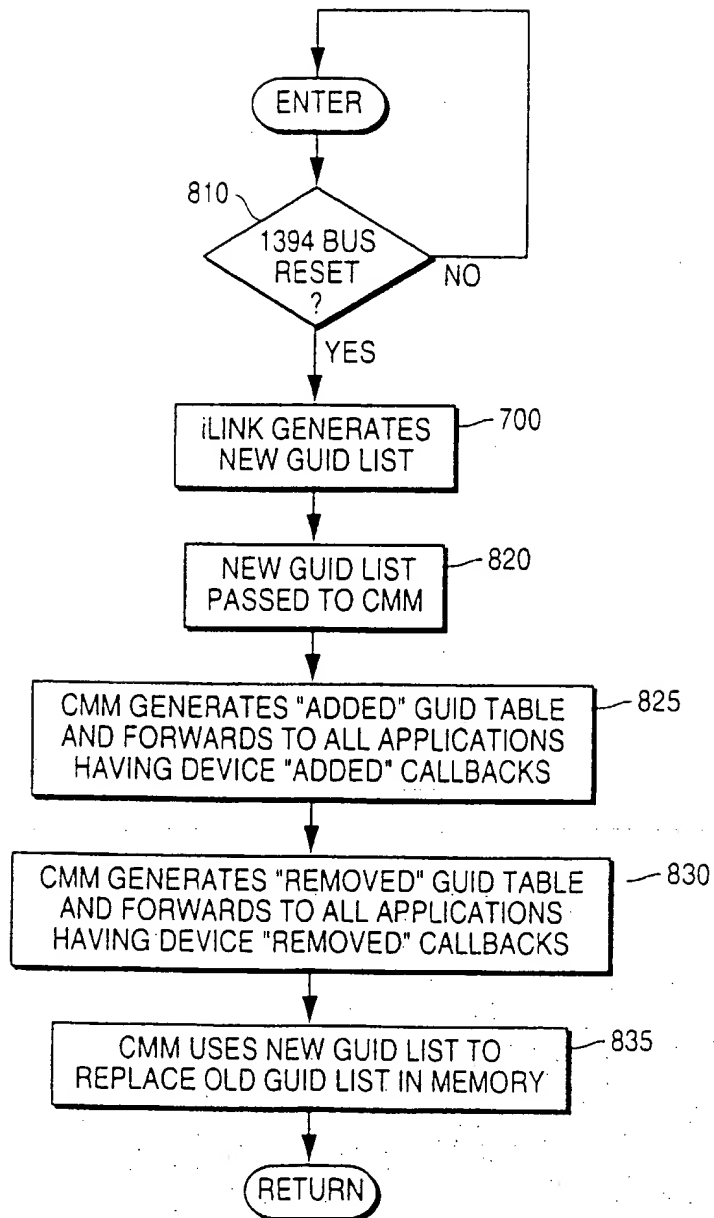 ENTER
810
1394 BUS
RESET
?
NO
YES
iLINK GENERATES
NEW GUID LIST
700
NEW GUID LIST
PASSED TO CMM
820
CMM GENERATES "ADDED" GUID TABLE
AND FORWARDS TO ALL APPLICATIONS
HAVING DEVICE "ADDED" CALLBACKS
825
CMM GENERATES "REMOVED" GUID TABLE
AND FORWARDS TO ALL APPLICATIONS
HAVING DEVICE "REMOVED" CALLBACKS
830
CMM USES NEW GUID LIST TO
REPLACE OLD GUID LIST IN MEMORY
835
RETURN